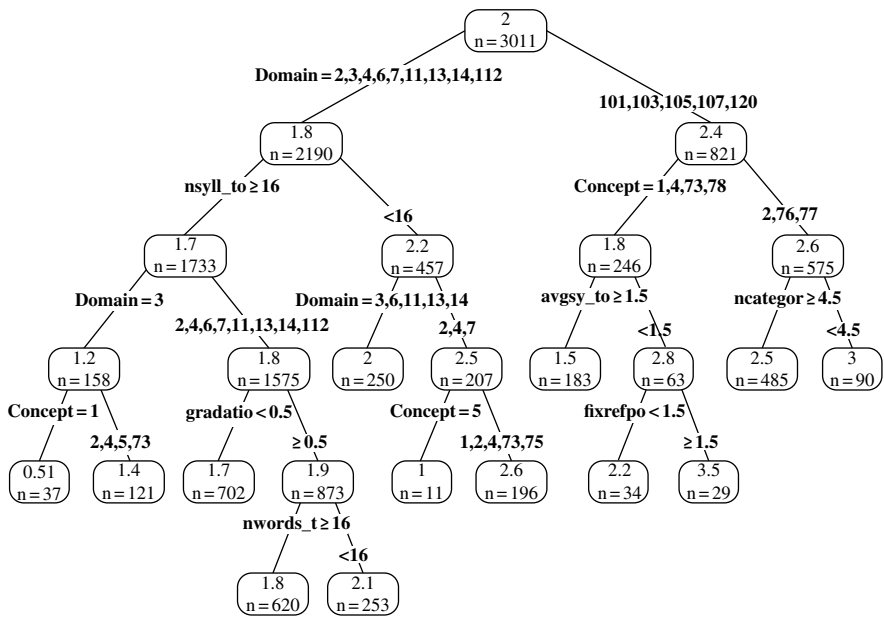 2
n=3011
Domain=2,3,4,6,7,11,13,14,112
101,103,105,107,120
1.8
n=2190
2.4
n=821
nsyll_to≥16
<16
Concept=1,4,73,78
2,76,77
1.7
n=1733
2.2
n=457
1.8
n=246
2.6
n=575
Domain=3
2,4,6,7,11,13,14,112
Domain=3,6,11,13,14
2,4,7
avgsy_to≥1.5
<1.5
ncategor≥4.5
<4.5
1.2
n=158
1.8
n=1575
2
n=250
2.5
n=207
1.5
n=183
2.8
n=63
2.5
n=485
3
n=90
Concept=1
2,4,5,73
gradatio<0.5
≥0.5
Concept=5
1,2,4,73,75
fixrefpo<1.5
≥1.5
0.51
n=37
1.4
n=121
1.7
n=702
1.9
n=873
1
n=11
2.6
n=196
2.2
n=34
3.5
n=29
nwords_t≥16
<16
1.8
n=620
2.1
n=253